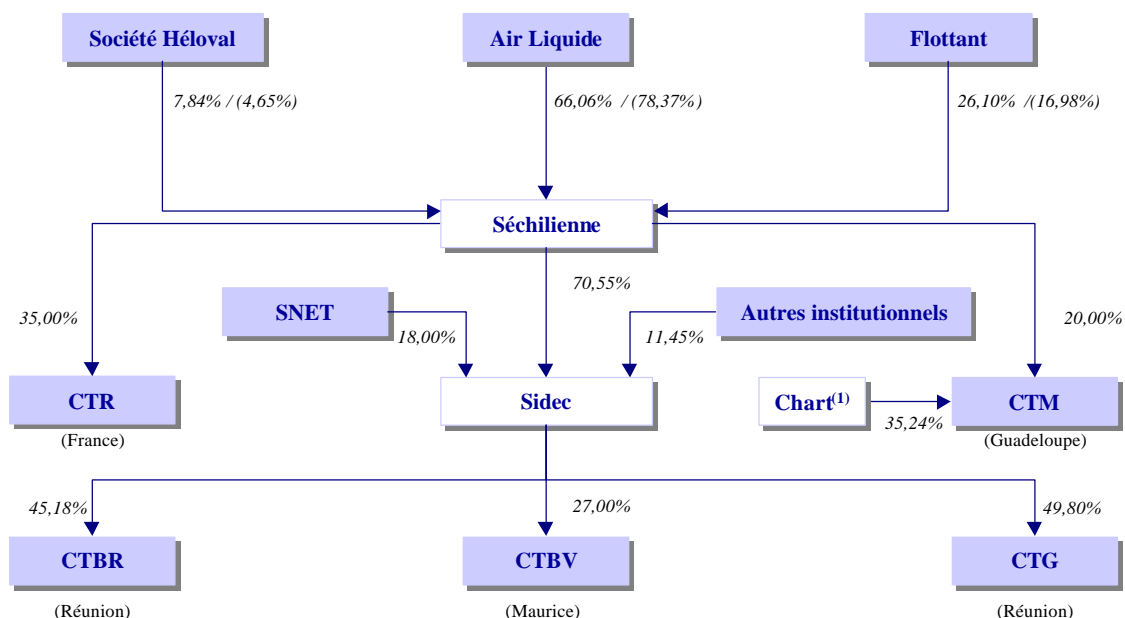 Société Héloval
Air Liquide
Flottant
7,84% / (4,65%)
66,06% / (78,37%)
26,10% /(16,98%)
Séchilienne
70,55%
SNET
Autres institutionnels
35,00%
18,00%
11,45%
20,00%
CTR
Sidec
Chart(1)
CTM
35,24%
(France)
(Guadeloupe)
45,18%
27,00%
49,80%
CTBR
CTBV
CTG
(Réunion)
(Maurice)
(Réunion)